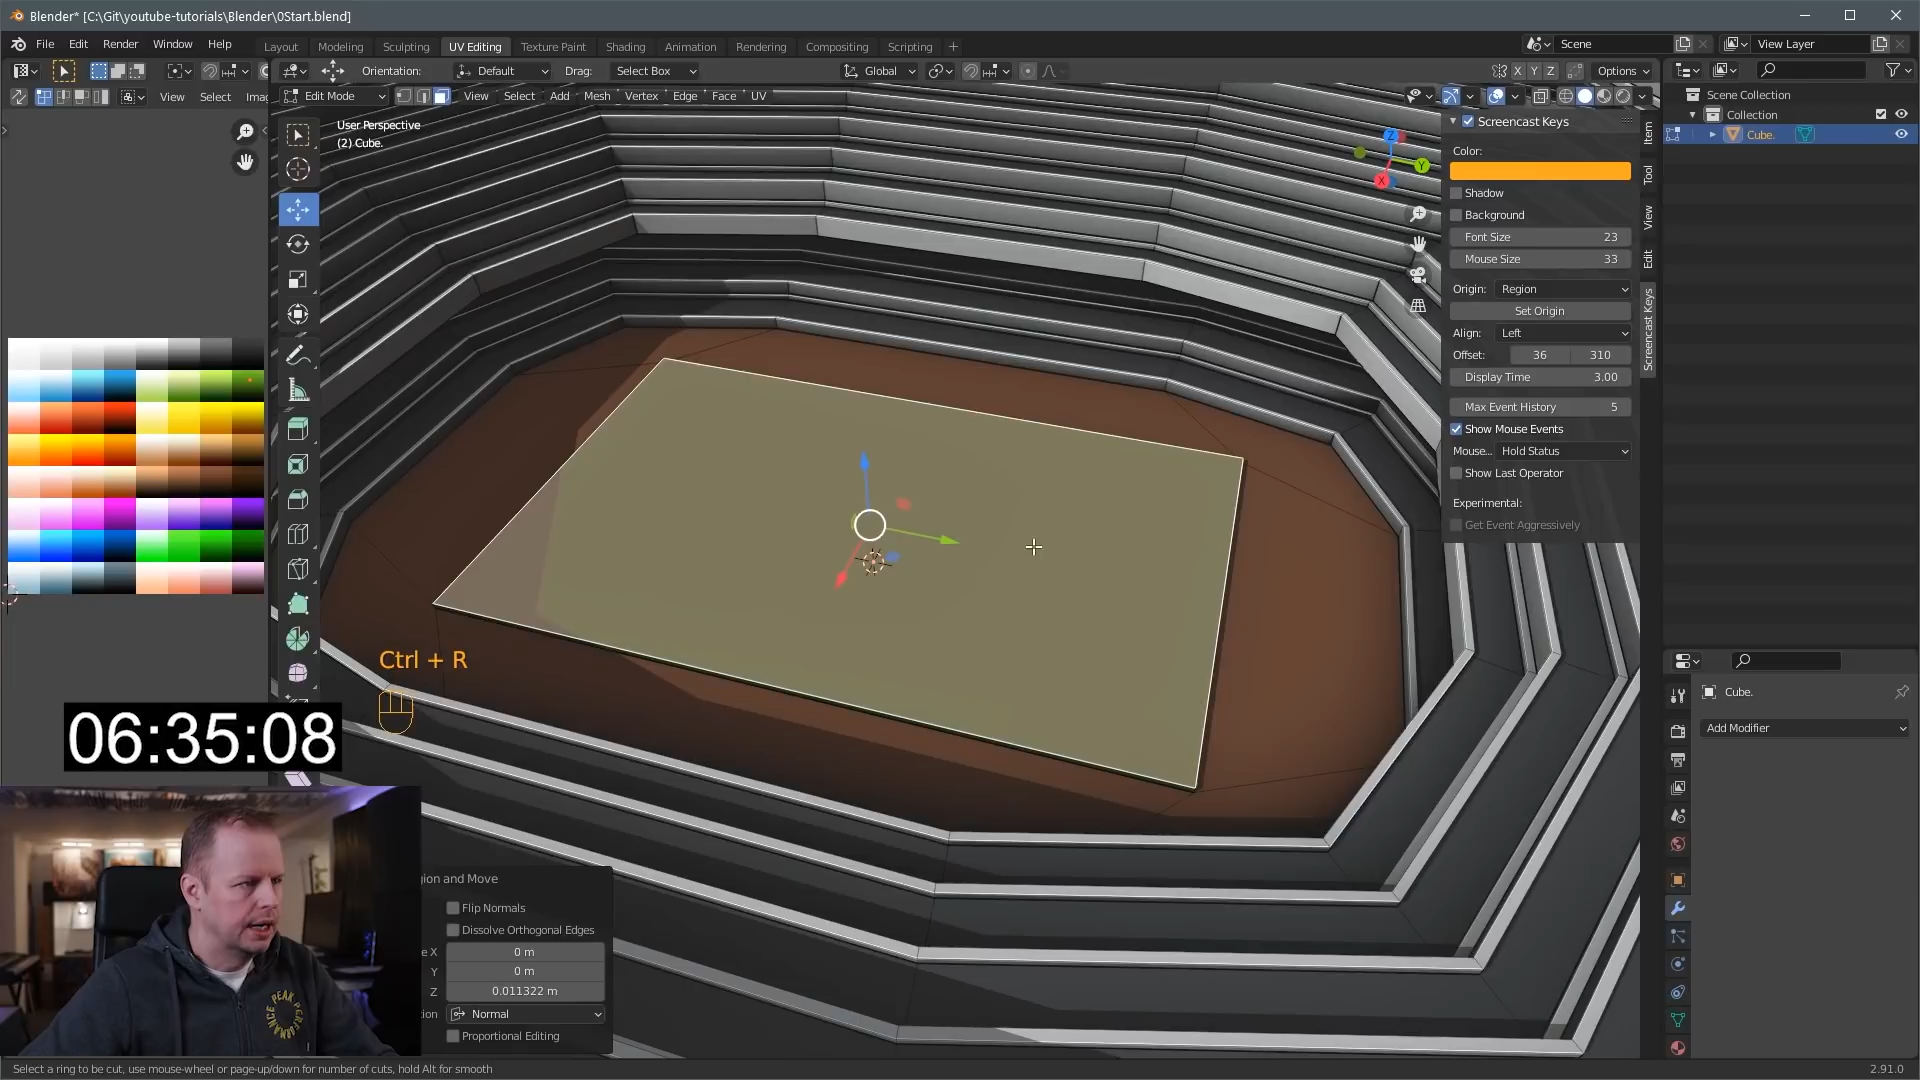 Blender* [C:\Git\youtube-tutorials\Blender\0Start.blend]
File Edit Render Window Help
Layout Modeling Sculpting UV Editing Texture Paint Shading Animation Rendering Compositing Scripting
Scene
View Layer
Orientation: Default Drag: Select Box Global X Y Z Options
View Select Imag
Edit Mode View Select Add Mesh Vertex Edge Face UV
User Perspective
(2) Cube.
Z
Y
X
Screencast Keys
Color:
Shadow
Background
Font Size 23
Mouse Size 33
Origin: Region
Set Origin
Align: Left
Offset: 36 310
Display Time 3.00
Max Event History 5
Show Mouse Events
Mouse... Hold Status
Show Last Operator
Experimental:
Get Event Aggressively
Item
Tool
View
Edit
Screencast Keys
Scene Collection
Collection
Cube.
Cube.
Add Modifier
Ctrl + R
06:35:08
gion and Move
Flip Normals
Dissolve Orthogonal Edges
e X 0 m
Y 0 m
Z 0.011322 m
ion Normal
Proportional Editing
PEAK PERFORMANCE
Select a ring to be cut, use mouse-wheel or page-up/down for number of cuts, hold Alt for smooth
2.91.0